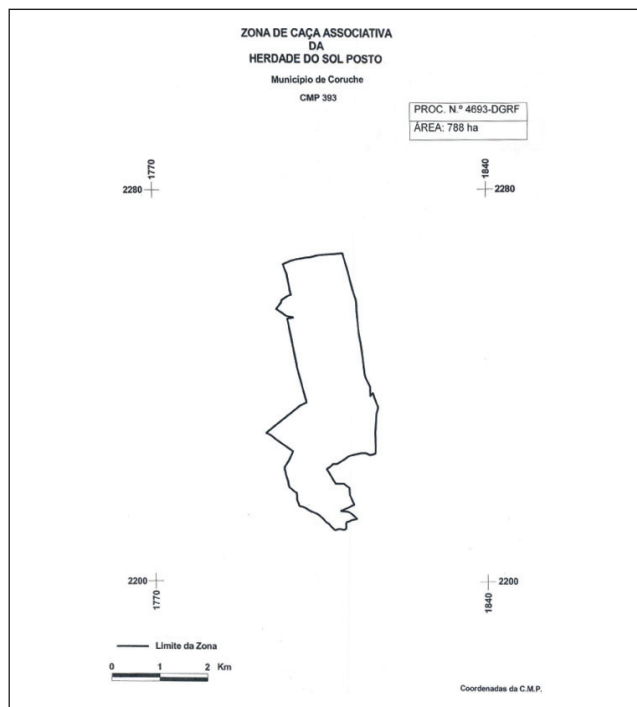 ZONA DE CAÇA ASSOCIATIVA
DA
HERDADE DO SOL POSTO
Município de Coruche
CMP 393
PROC. N.º 4693-DGRF
ÁREA: 788 ha
1770
2280
1840
2280
2200
1770
2200
1840
Limite da Zona
0 1 2 Km
Coordenadas da C.M.P.